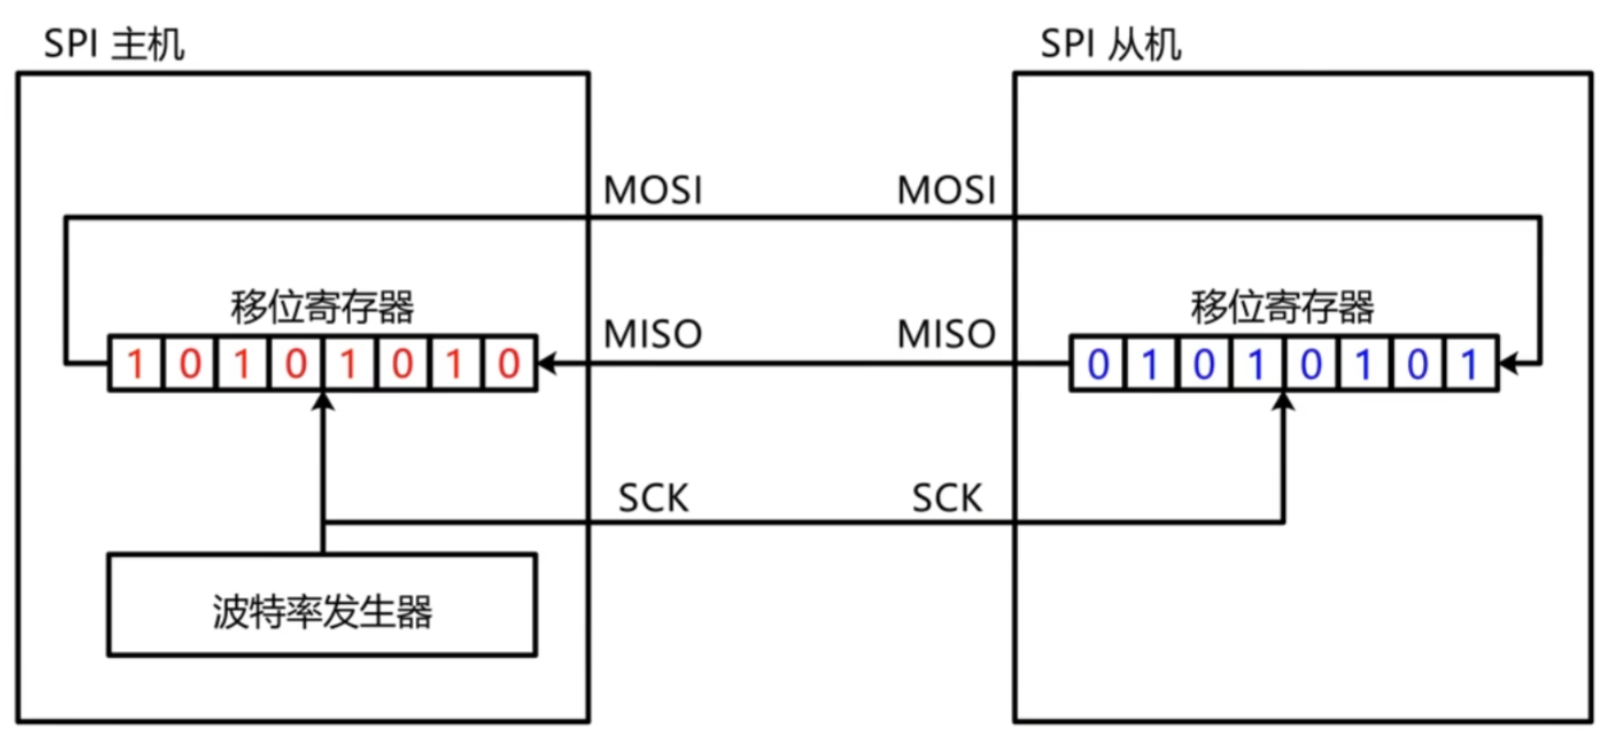 SPI 主机
SPI 从机
MOSI
MOSI
移位寄存器
移位寄存器
MISO
MISO
1 0 1 0 1 0 1 0
0 1 0 1 0 1 0 1
SCK
SCK
波特率发生器